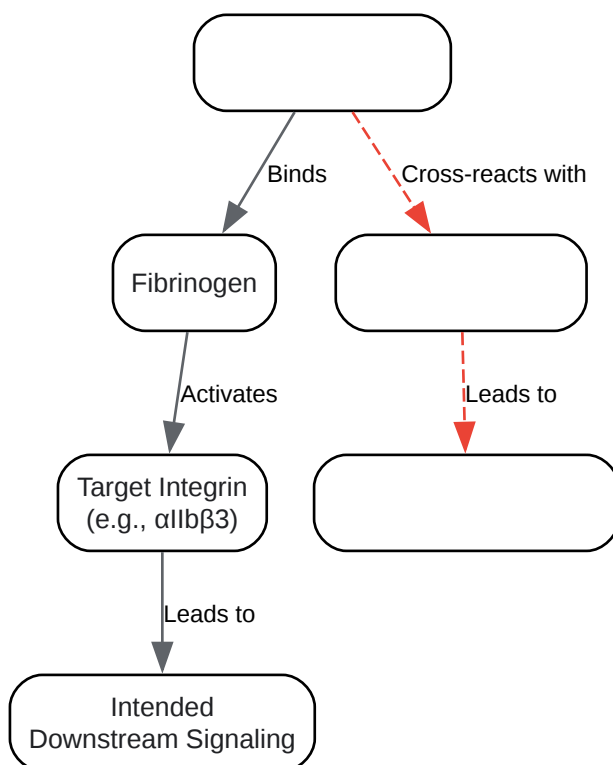 Binds
Cross-reacts with
Fibrinogen
Activates
Leads to
Target Integrin
(e.g., αIIbβ3)
Leads to
Intended
Downstream Signaling